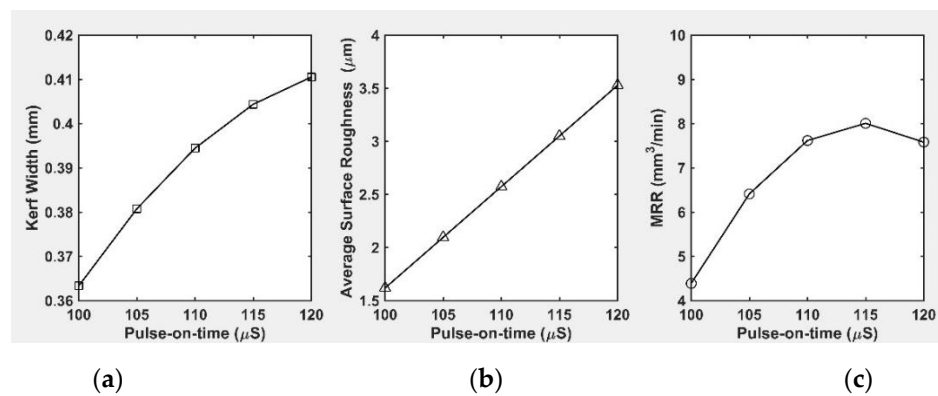 Kerf Width (mm)
0.42
0.41
0.4
0.39
0.38
0.37
0.36
100 105 110 115 120
Pulse-on-time (μS)
(a)
Average Surface Roughness (μm)
4
3.5
3
2.5
2
1.5
100 105 110 115 120
Pulse-on-time (μS)
(b)
MRR (mm³/min)
10
9
8
7
6
5
4
100 105 110 115 120
Pulse-on-time (μS)
(c)